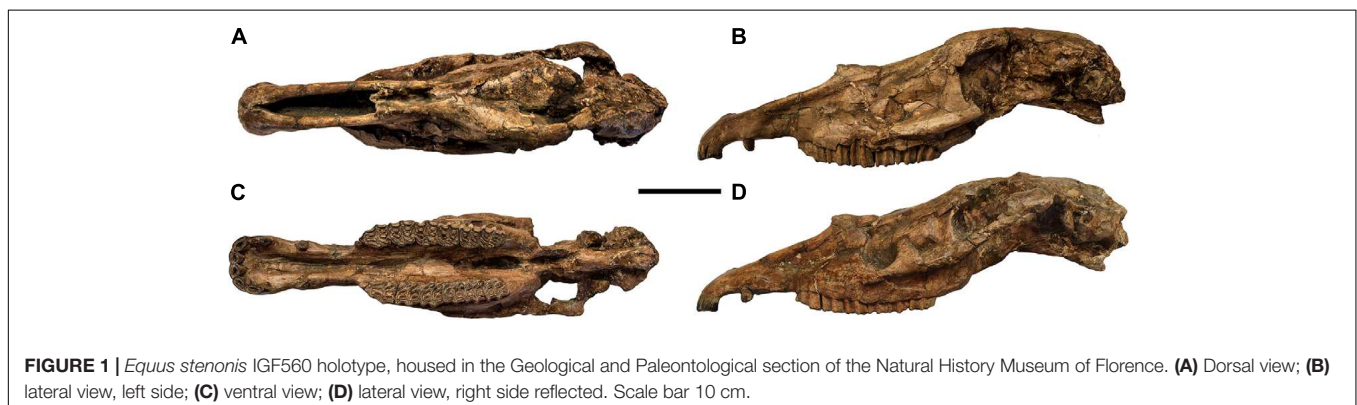 A
B
C
D
FIGURE 1 | Equus stenonis IGF560 holotype, housed in the Geological and Paleontological section of the Natural History Museum of Florence. (A) Dorsal view; (B)
lateral view, left side; (C) ventral view; (D) lateral view, right side reflected. Scale bar 10 cm.